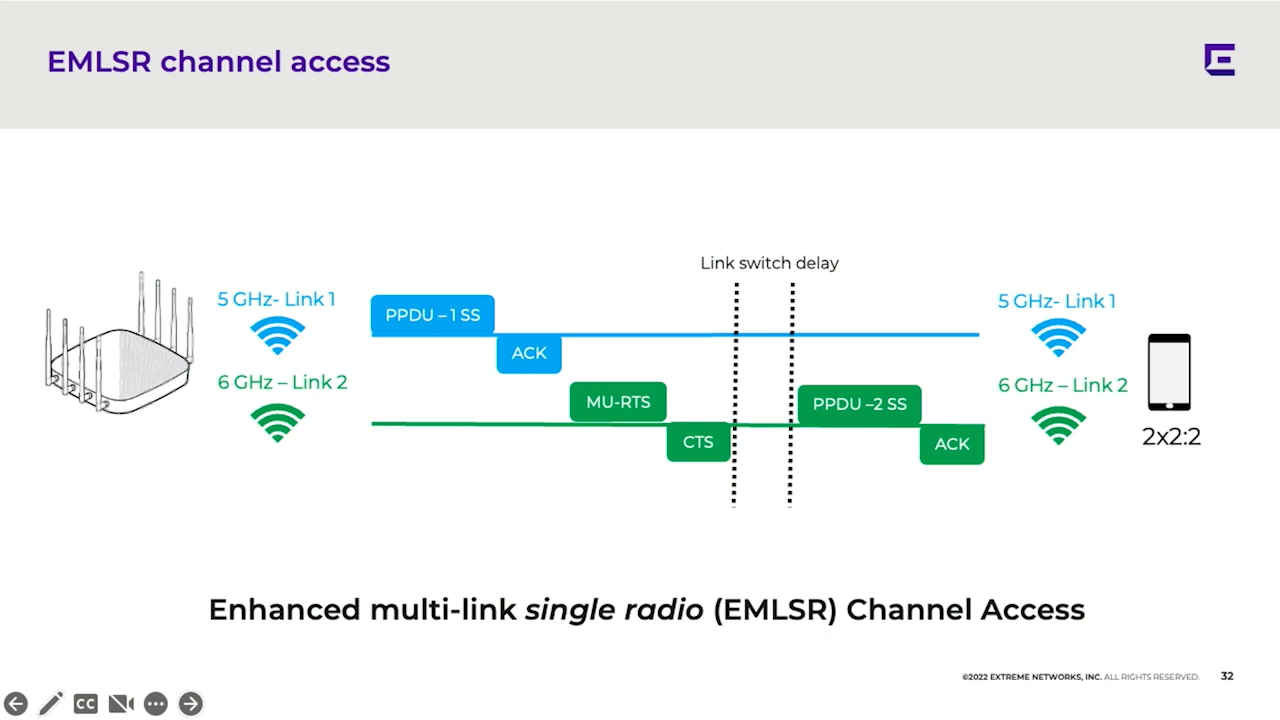 EMLSR channel access
Link switch delay
5 GHz- Link 1
PPDU – 1 SS
5 GHz- Link 1
ACK
6 GHz – Link 2
MU-RTS
PPDU –2 SS
6 GHz – Link 2
CTS
ACK
2x2:2
Enhanced multi-link single radio (EMLSR) Channel Access
©2022 EXTREME NETWORKS, INC. ALL RIGHTS RESERVED. 32
CC